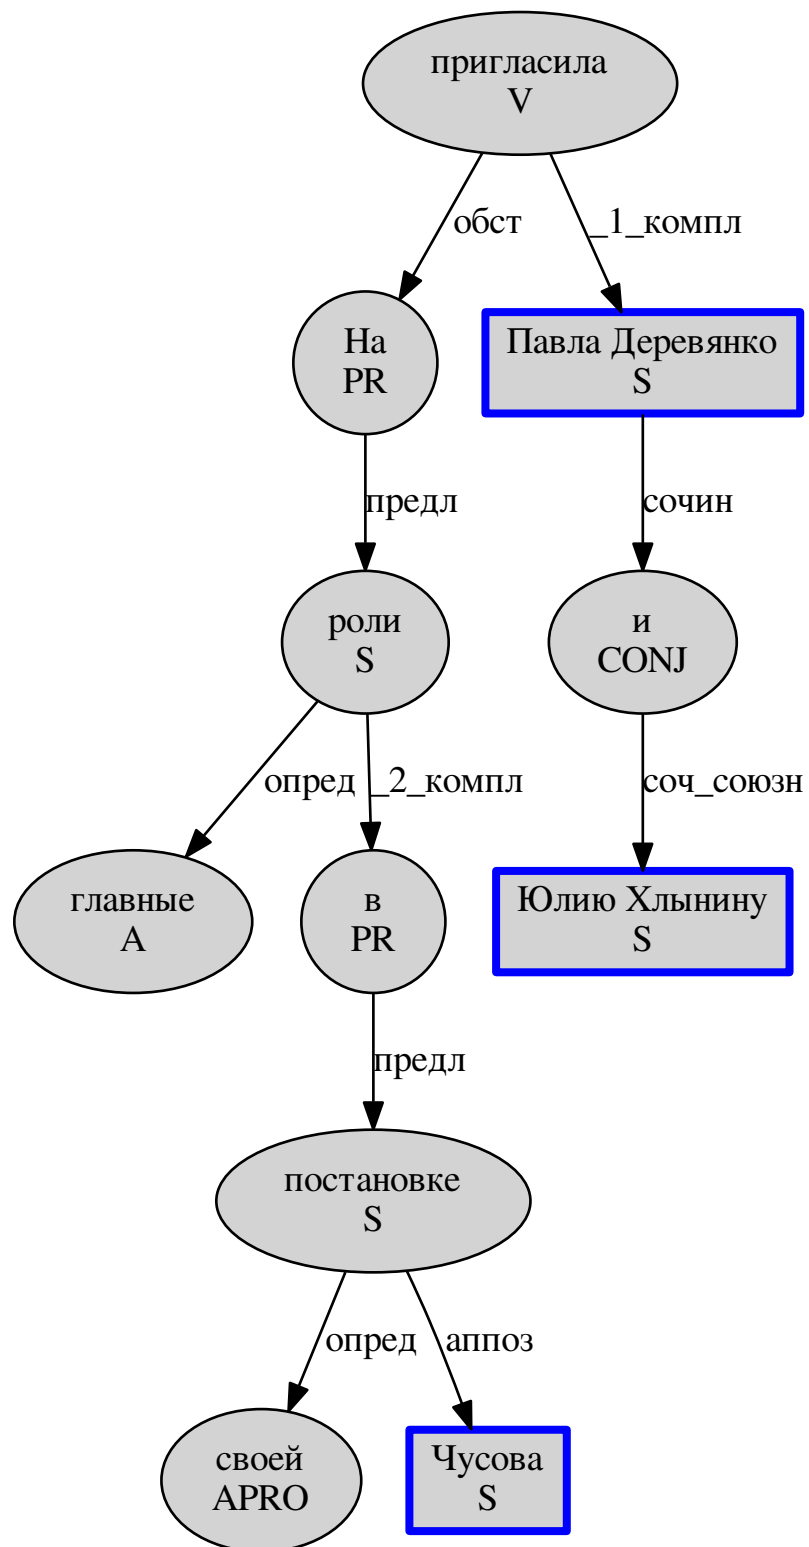 пригласила
V
обст
_1_компл
На
PR
Павла Деревянко
S
предл
сочин
роли
S
и
CONJ
опред
_2_компл
соч_союзн
главные
A
в
PR
Юлию Хлынину
S
предл
постановке
S
опред
аппоз
своей
APRO
Чусова
S